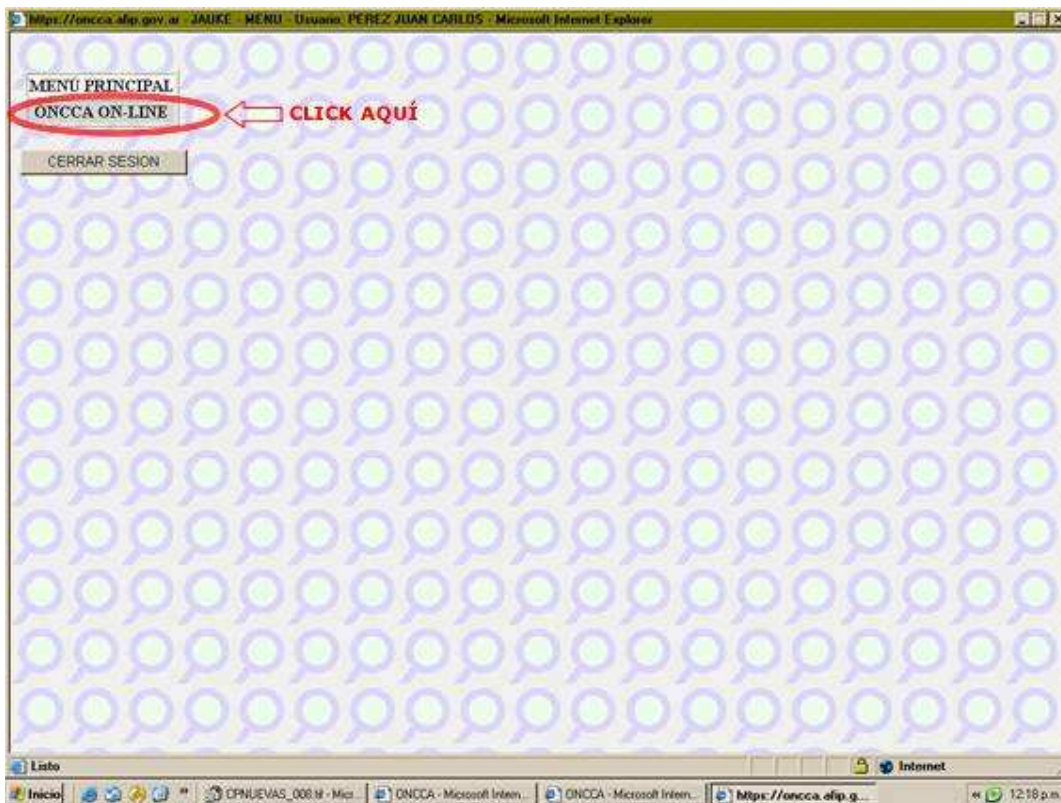 https://oncca.afip.gov.ar - JAUKE - MENU - Usuario: PEREZ JUAN CARLOS - Microsoft Internet Explorer
MENÚ PRINCIPAL
ONCCA ON-LINE
CLICK AQUÍ
CERRAR SESION
Listo
Internet
Inicio
CPNUEVAS_008.tif - Mic...
ONCCA - Microsoft Intern...
ONCCA - Microsoft Intern...
https://oncca.afip.g...
12:18 p.m.